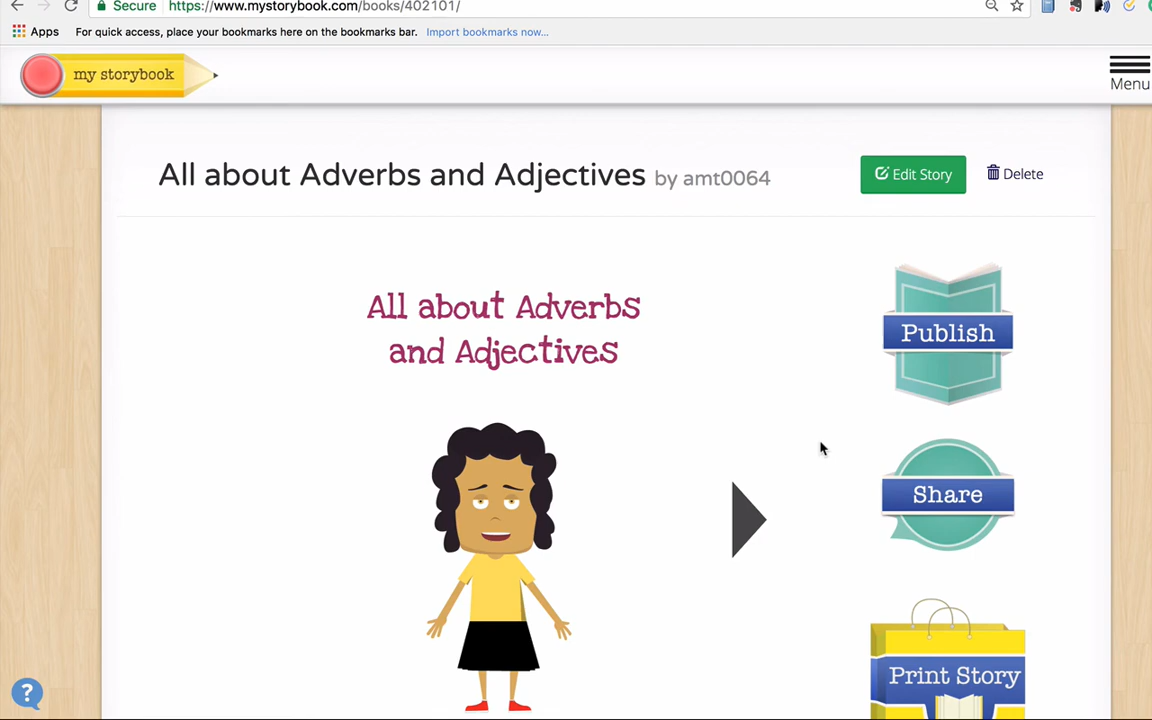 Secure https://www.mystorybook.com/books/402101/
Apps For quick access, place your bookmarks here on the bookmarks bar. Import bookmarks now...
my storybook
Menu
All about Adverbs and Adjectives by amt0064
Edit Story Delete
All about Adverbs
and Adjectives
Publish
Share
Print Story
?